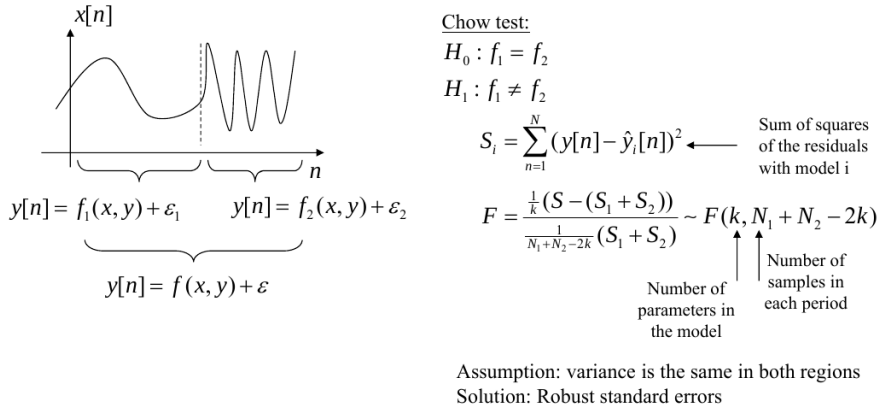 x[n]
n
y[n] = f₁(x, y) + ε₁
y[n] = f₂(x, y) + ε₂
y[n] = f(x, y) + ε
Chow test:
H₀ : f₁ = f₂
H₁ : f₁ ≠ f₂
Sᵢ = ∑_{n=1}^{N} (y[n] − ŷᵢ[n])²
Sum of squares
of the residuals
with model i
F = \frac{\frac{1}{k}(S − (S₁ + S₂))}{\frac{1}{N₁+N₂−2k}(S₁ + S₂)} ~ F(k, N₁ + N₂ − 2k)
Number of
parameters in
the model
Number of
samples in
each period
Assumption: variance is the same in both regions
Solution: Robust standard errors